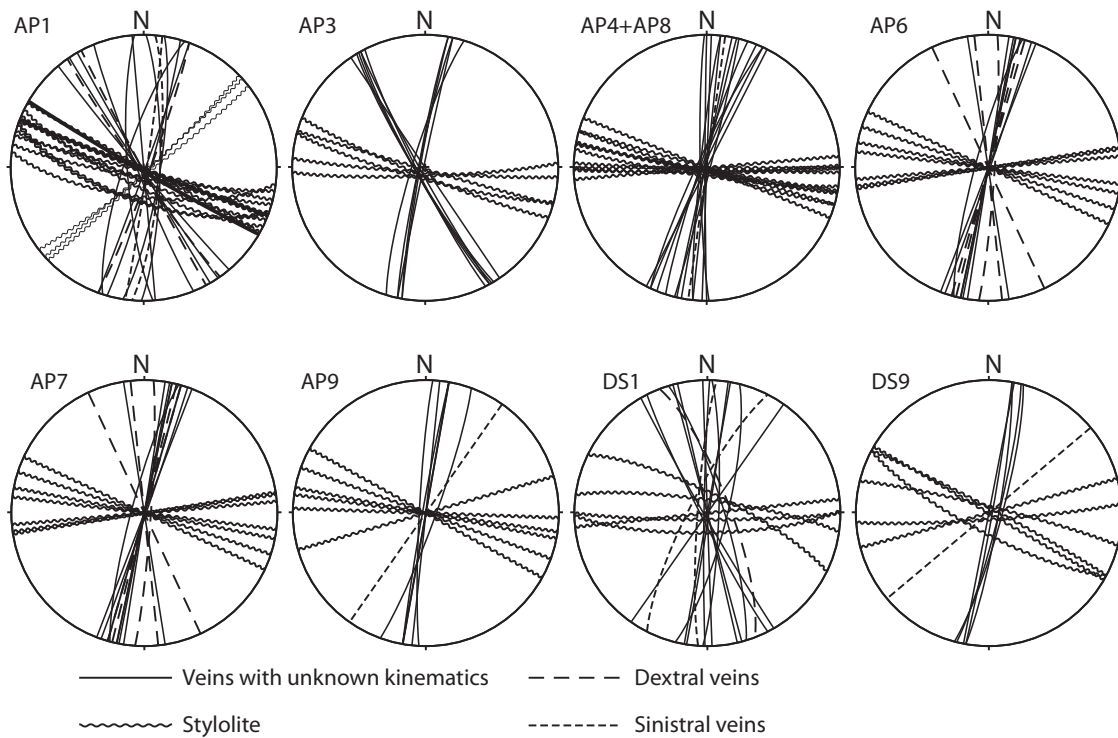 AP1 N AP3 AP4+AP8 N AP6
AP7 N AP9 N DS1 N DS9 N
Veins with unknown kinematics Dextral veins
Stylolite Sinistral veins